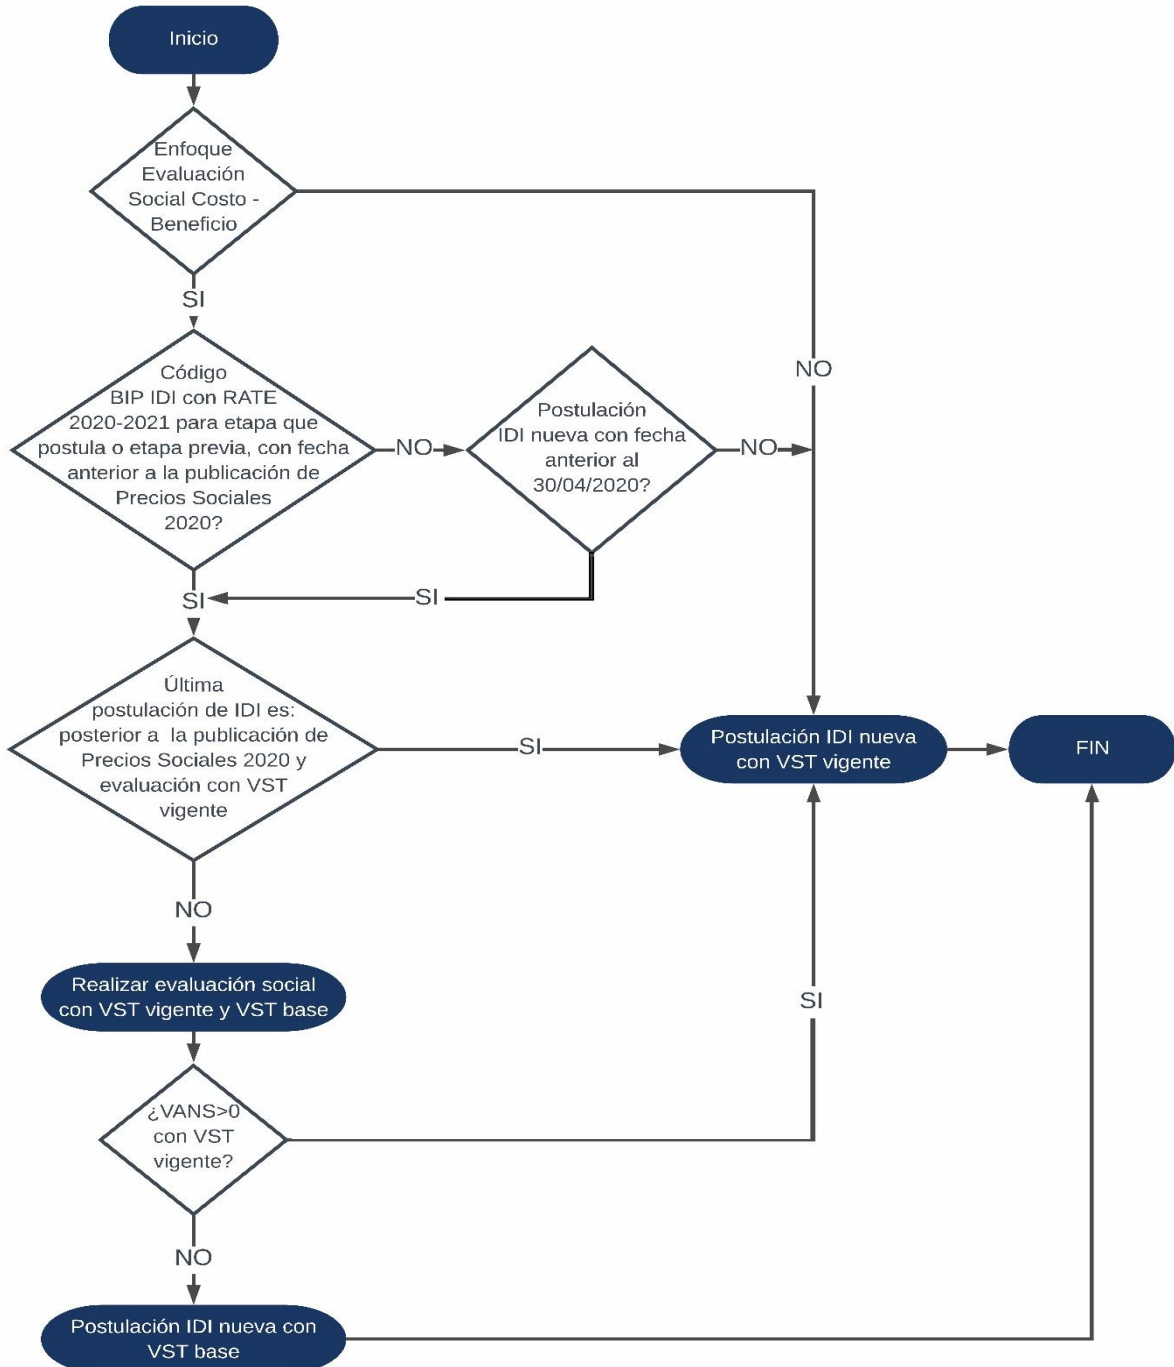 Inicio
Enfoque
Evaluación
Social Costo -
Beneficio
SI
NO
Código
BIP IDI con RATE
2020-2021 para etapa que
postula o etapa previa, con fecha
anterior a la publicación de
Precios Sociales
2020?
NO
Postulación
IDI nueva con fecha
anterior al
30/04/2020?
NO
SI
SI
Última
postulación de IDI es:
posterior a la publicación de
Precios Sociales 2020 y
evaluación con VST
vigente
SI
Postulación IDI nueva
con VST vigente
FIN
NO
Realizar evaluación social
con VST vigente y VST base
SI
¿VANS>0
con VST
vigente?
NO
Postulación IDI nueva con
VST base